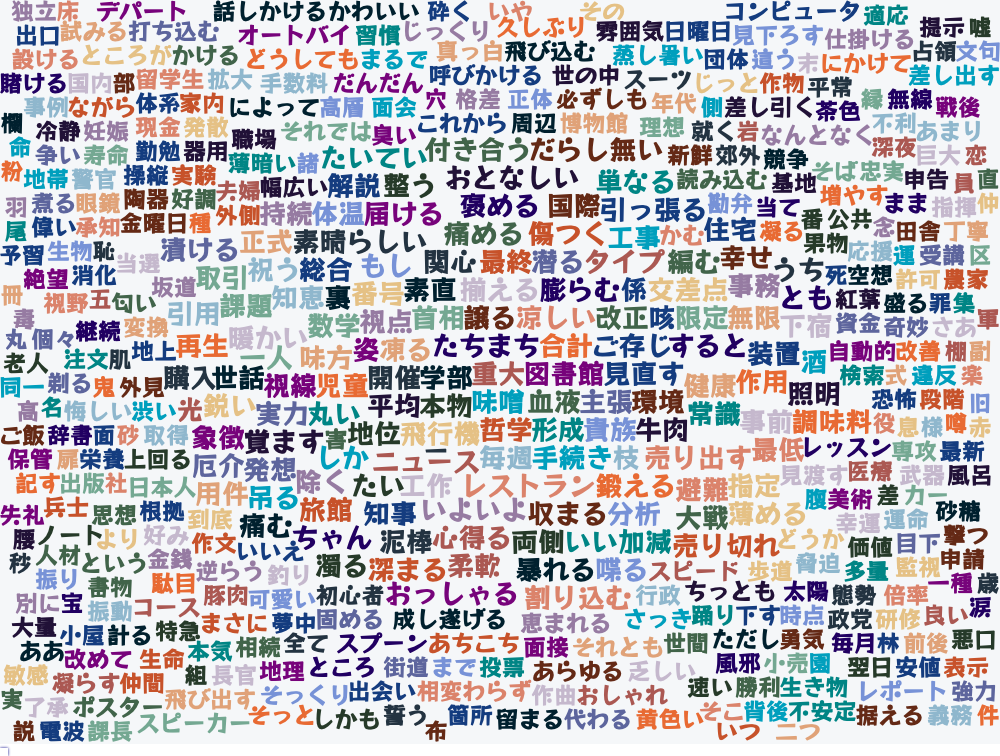 独立 床 デパート 話しかける かわいい 砕く いや その コンピュータ 適応 提示 嘘
出口 試みる 打ち込む オートバイ 習慣 じっくり 久しぶり 雰囲気 日曜日 見下ろす 仕掛ける 占領 文句
設ける ところが かける どうしても まるで 真っ白 飛び込む 蒸し暑い 団体 違う 末 にかけて 差し出す
賭ける 国内 部 留学生 拡大 手数料 だんだん 呼びかける 世の中 スーツ じっと 作物 平常
事例 ながら 体系 家内 によって 高層 面会 穴 格差 正体 必ずしも 年代 側 差し引く 茶色 縁 無線 戦後
欄 冷静 妊娠 現金 発散 職場 それでは 臭い これから 周辺 博物館 理想 就く 岩 なんとなく 不利 あまり
命 争い 寿命 勤勉 器用 薄暗い 諸 たいてい 付き合う だらし無い 新鮮 郊外 競争 深夜 巨大 恋
粉 地帯 警官 操縦 実験 夫婦 幅広い 解説 整う おとなしい 単なる 読み込む 基地 そば 忠実 申告 員 直
羽 煮る 眼鏡 陶器 好調 外側 持続 体温 届ける 褒める 国際 引っ張る 勘弁 当て 増やす まま 指揮 仲
尾 偉い 承知 金曜日 種 正式 素晴らしい 痛める 傷つく 工事 かむ 住宅 凝る 番 公共 念 田舎 丁寧
予習 生物 恥 当選 漬ける 取引 祝う 総合 もし 関心 最終 潜る タイプ 編む 幸せ うち 果物 応援 運 受講 区
絶望 消化 坂道 知恵 裏 番号 素直 揃える 膨らむ 係 交差点 事務 とも 死 空想 許可 農家
冊 視野 五 匂い 引用 課題 数学 視点 首相 譲る 涼しい 改正 咳 限定 無限 下宿 紅葉 盛る 罪 集
毒 丸 個々 継続 変換 暖かい 資金 奇妙 さあ 軍
老人 注文 肌 地上 再生 一人 味方 姿 凍る たちまち 合計 ご存じ すると 装置 酒 自動的 改善 棚 副
同一 剃る 鬼 外見 購入 世話 視線 児童 開催 学部 重大 図書館 見直す 健康 作用 照明 検索 式 違反 楽
高 名 悔しい 渋い 光 鋭い 実力 丸い 平均 本物 味噌 血液 主張 環境 常識 事前 調味料 恐怖 段階 旧
ご飯 辞書 面 砂 取得 象徴 覚ます 害 地位 飛行機 哲学 形成 貴族 牛肉 役 息 様 噂 赤
保管 扉 栄養 上回る 厄介 発想 しか ニュース 毎週 手続き 枝 売り出す 最低 レッスン 専攻 最新
記す 出版社 日本人 用件 吊る 除く たい 工作 レストラン 鍛える 避難 指定 見渡す 医療 武器 風呂
失礼 兵士 思想 根拠 到底 旅館 知事 いよいよ 収まる 分析 大戦 薄める 腹 美術 差 カー 砂糖
腰 ノート より 好み 作文 痛む ちゃん 泥棒 心得る 両側 いい加減 売り切れ どうか 幸運 運命 撃つ
秒 人材 という 金銭 いいえ 逆らう 釣り 濁る 深まる 柔軟 暴れる 喋る スピード 歩道 脅迫 価値 目下 多量 監視 申請
振り 書物 駄目 豚肉 可愛い 初心者 おっしゃる 割り込む 行政 ちっとも 太陽 態勢 倍率 一種 歳
別に 宝 振動 コース まさに 夢中 固める 成し遂げる 恵まれる さっき 踊り 下す 時点 政党 研修 良い 涙
大量 小屋 計る 特急 本気 相続 全て スプーン あちこち 面接 それとも 世間 ただし 勇気 毎月 林 前後 悪口
ああ 改めて 生命 組 長官 地理 ところ 街道 まで 投票 あらゆる 乏しい 風邪 小売 園 翌日 安値 表示
敏感 凝らす 仲間 飛び出す そっくり 出会い 相変わらず 作曲 おしゃれ 速い 勝利 生き物 レポート 強力
実 了承 ポスター そっと しかも 誓う 箇所 留まる 代わる 黄色い そこ 背後 不安定 据える 義務 件
説 電波 課長 スピーカー 布 いつ 二つ